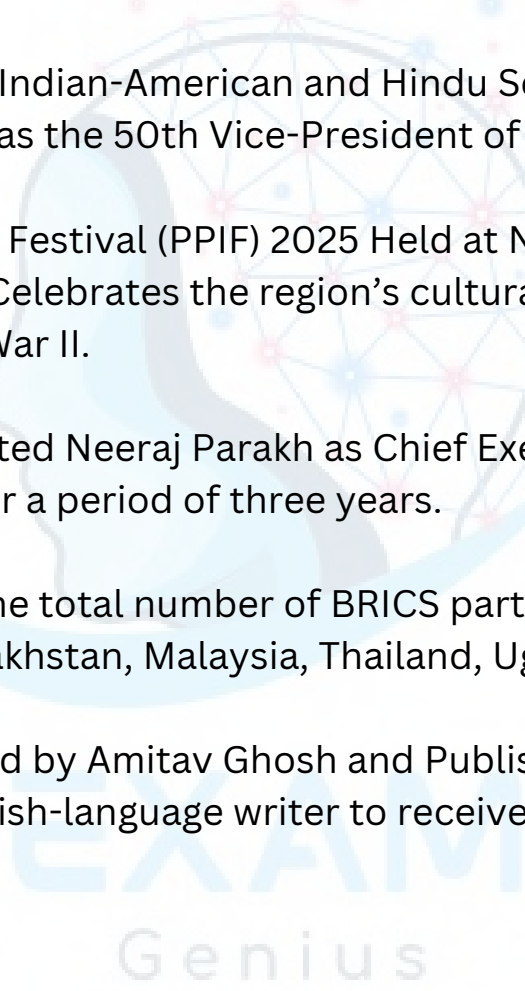 Indian-American and Hindu Se
as the 50th Vice-President of
Festival (PPIF) 2025 Held at N
Celebrates the region's cultura
War II.
ted Neeraj Parakh as Chief Exe
r a period of three years.
he total number of BRICS part
akhstan, Malaysia, Thailand, Ug
d by Amitav Ghosh and Publis
ish-language writer to receive
EXAM
Genius